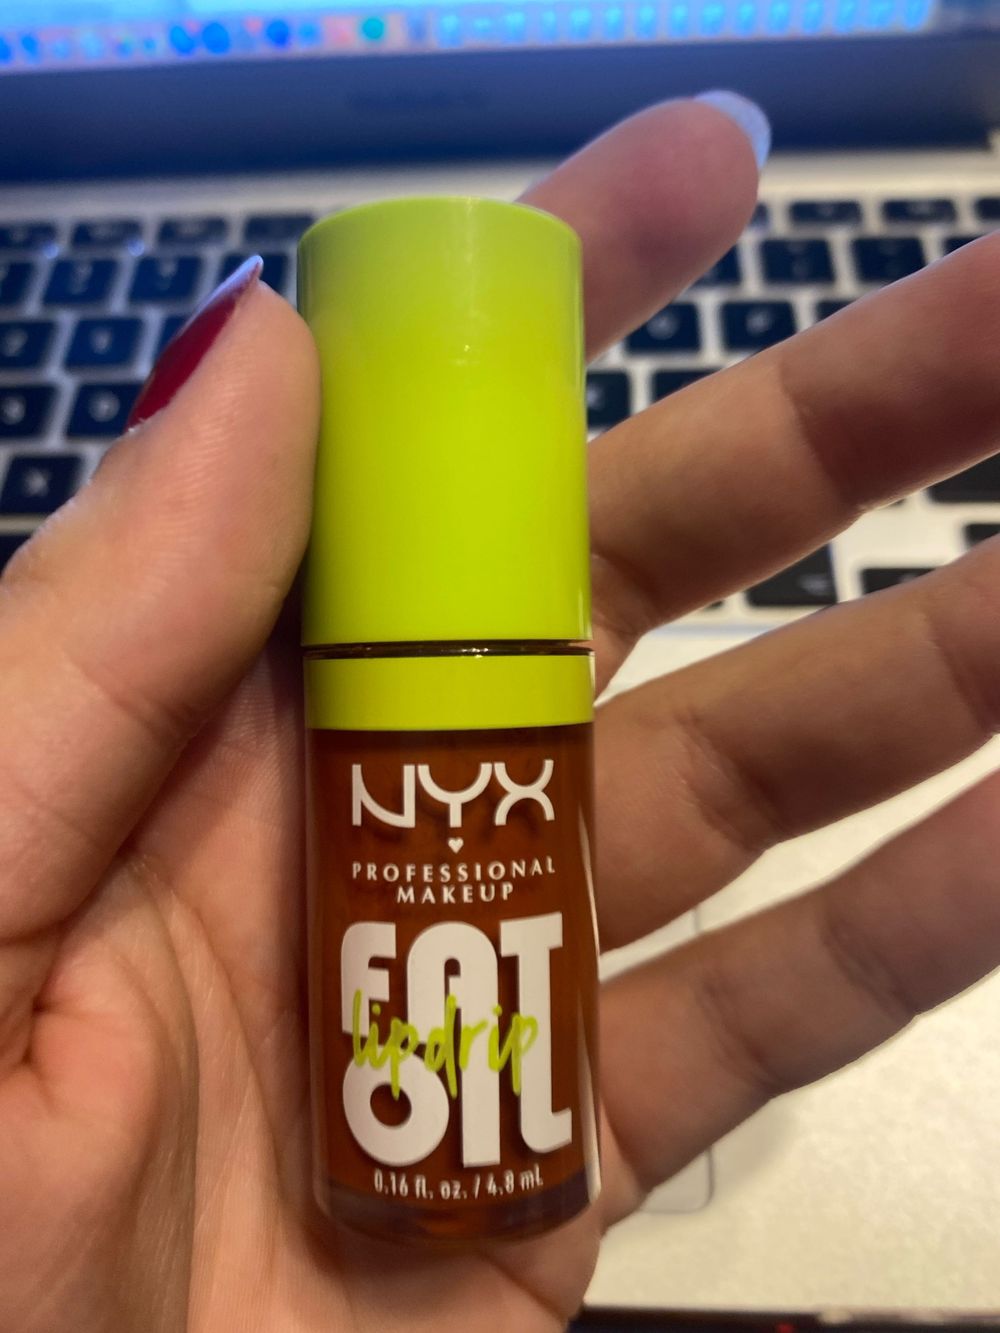 NYX
PROFESSIONAL
MAKEUP
FAT
lip drip
OIL
0.16 fl. oz. / 4.8 mL